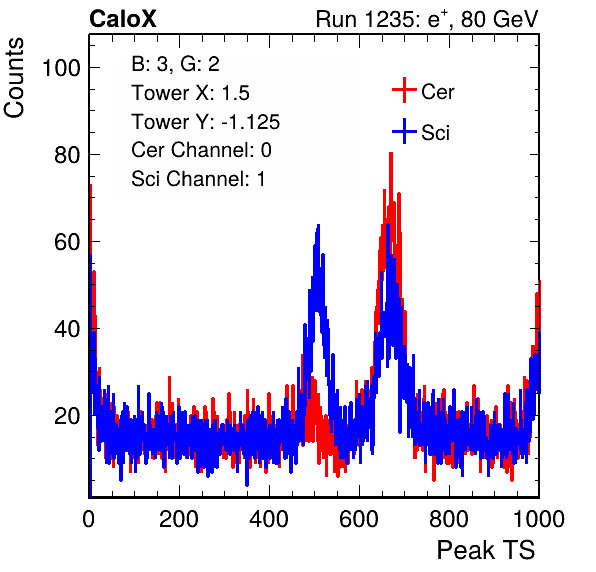 CaloX Run 1235: e+, 80 GeV
Counts
B: 3, G: 2
Tower X: 1.5
Tower Y: -1.125
Cer Channel: 0
Sci Channel: 1
Cer
Sci
100
80
60
40
20
0 200 400 600 800 1000
Peak TS